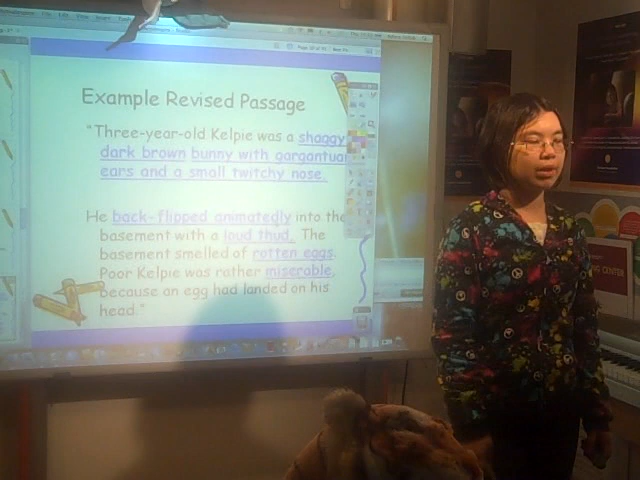 Example Revised Passage
"Three-year-old Kelpie was a shaggy
dark brown bunny with gargantuan
ears and a small twitchy nose.
He back-flipped animatedly into the
basement with a loud thud. The
basement smelled of rotten eggs.
Poor Kelpie was rather miserable,
because an egg had landed on his
head."
CENTER